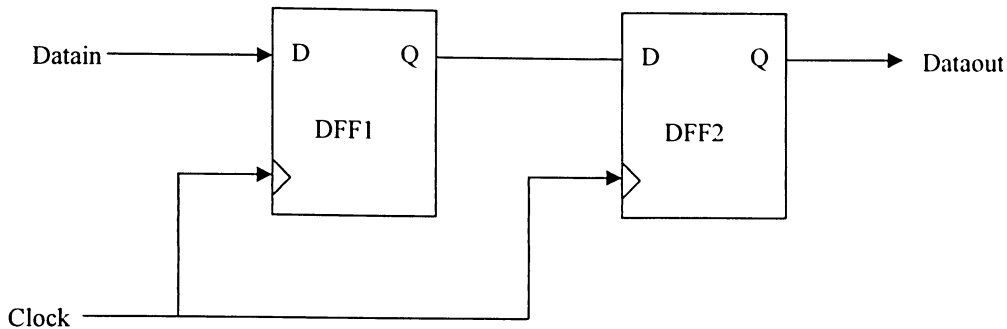 Datain
D
Q
DFF1
D
Q
DFF2
Dataout
Clock